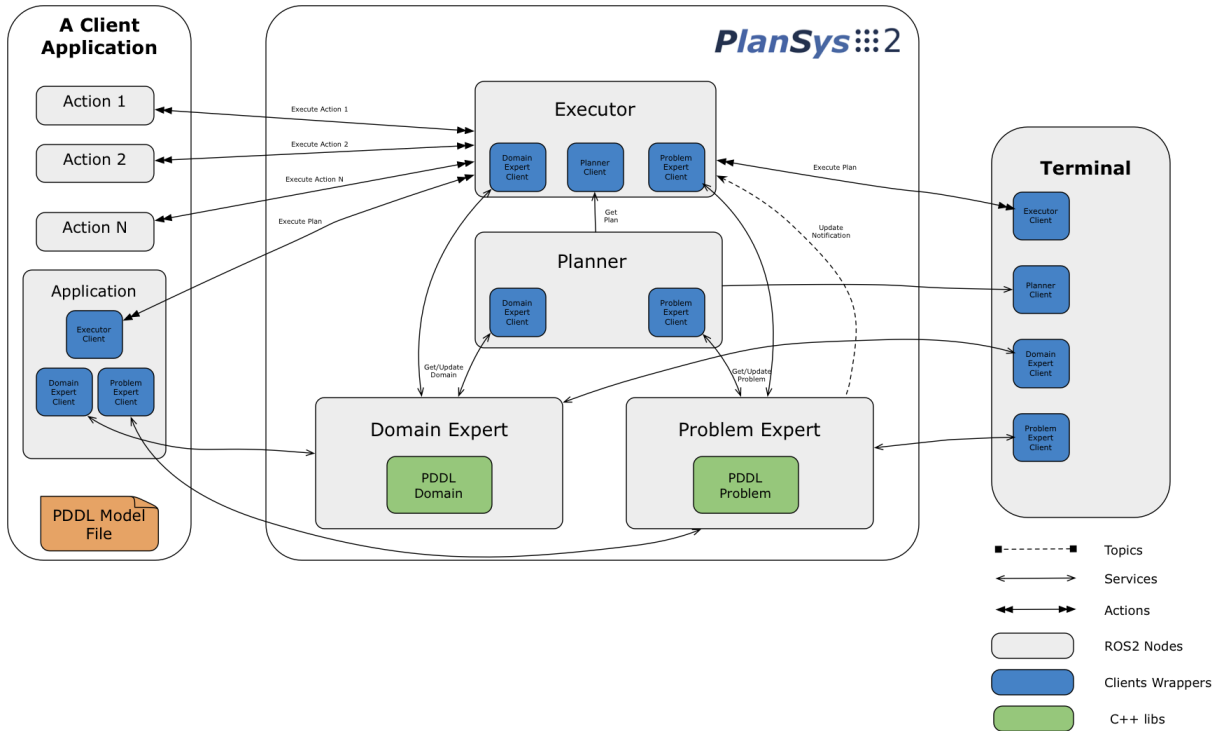 A Client
Application
Action 1
Action 2
Action N
Application
Executor
Client
Domain
Expert
Client
Problem
Expert
Client
PDDL Model
File
Execute Action 1
Execute Action 2
Execute Action N
Execute Plan
PlanSys 2
Executor
Domain
Expert
Client
Planner
Client
Problem
Expert
Client
Get
Plan
Planner
Domain
Expert
Client
Problem
Expert
Client
Update
Notification
Get/Update
Domain
Get/Update
Problem
Domain Expert
PDDL
Domain
Problem Expert
PDDL
Problem
Execute Plan
Terminal
Executor
Client
Planner
Client
Domain
Expert
Client
Problem
Expert
Client
Topics
Services
Actions
ROS2 Nodes
Clients Wrappers
C++ libs